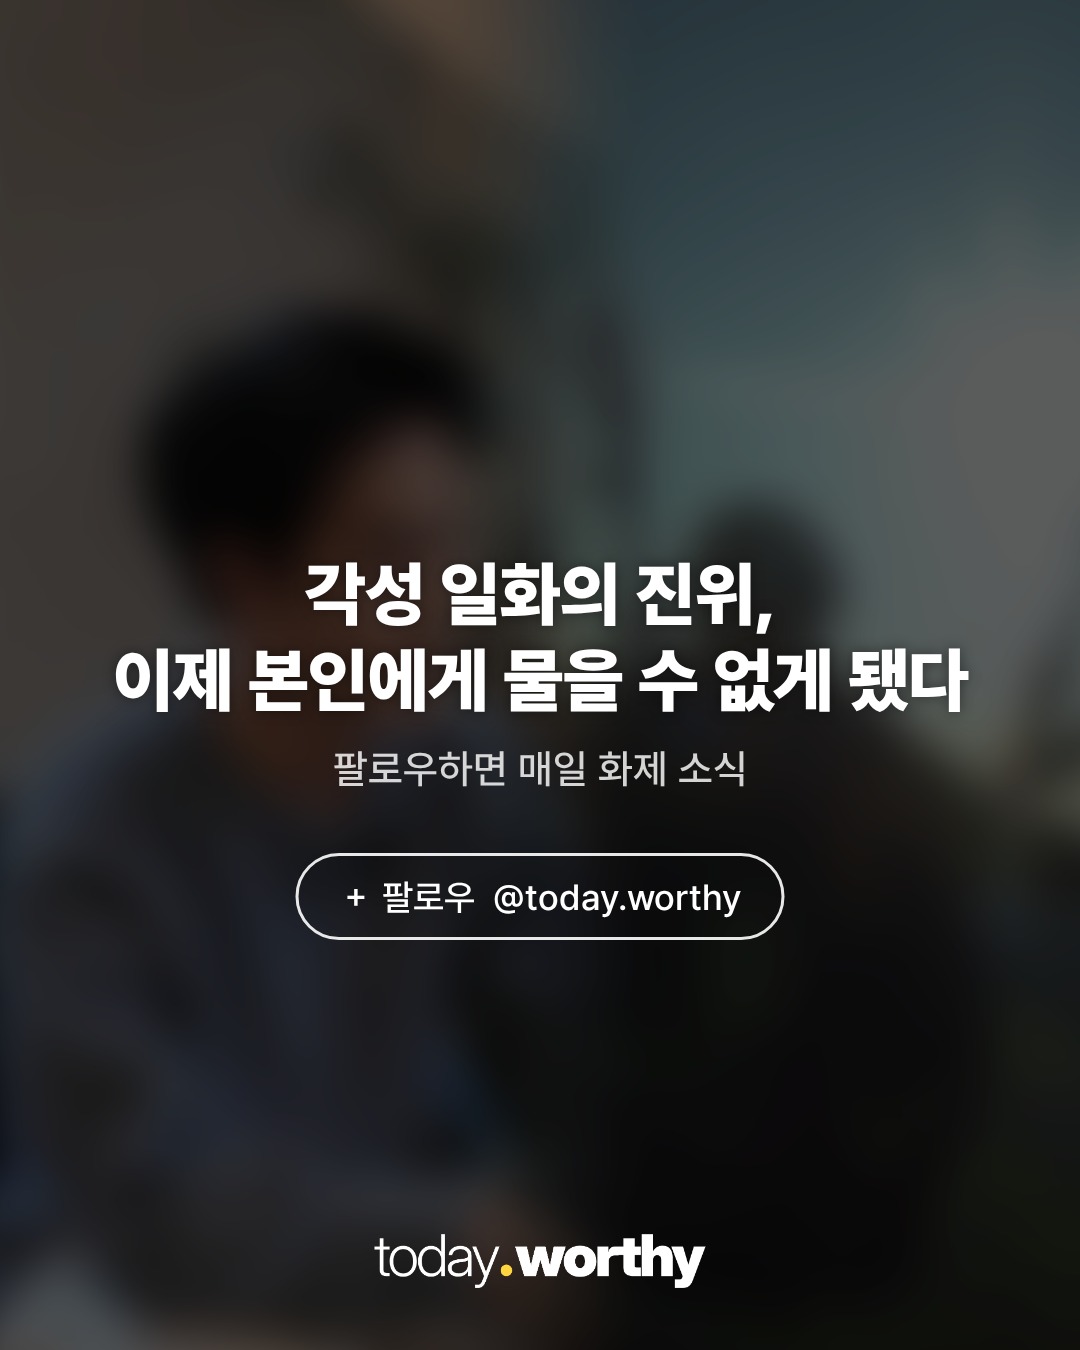 각성 일화의 진위,
이제 본인에게 물을 수 없게 됐다
팔로우하면 매일 화제 소식
+ 팔로우 @today.worthy
today.worthy